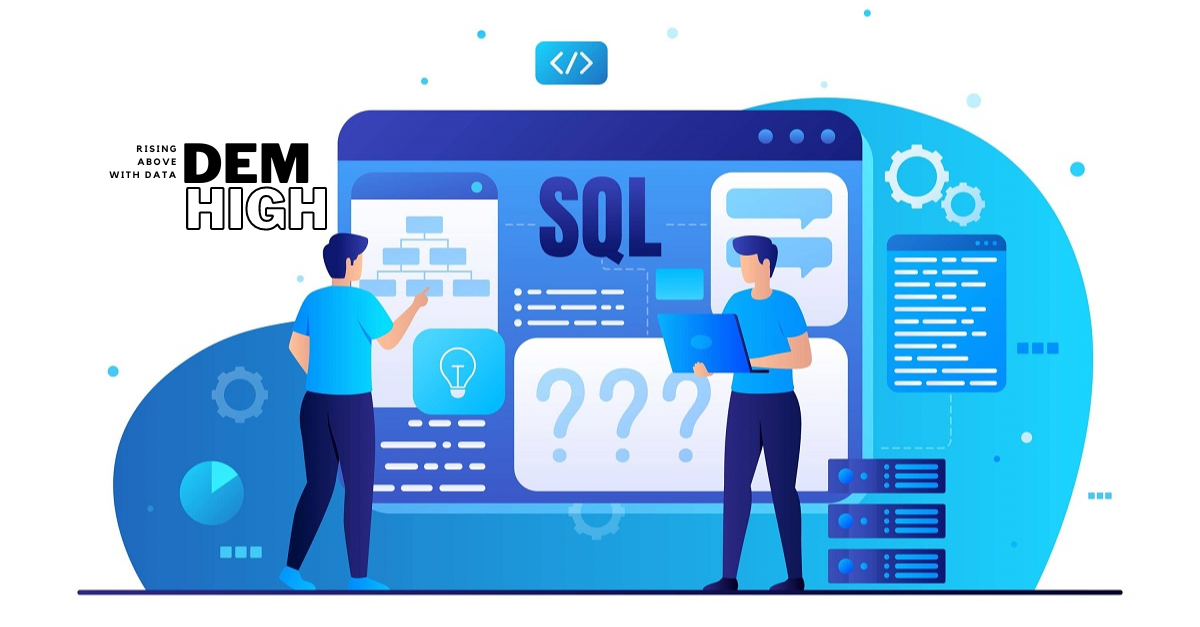 </>
RISING
ABOVE
WITH DATA
DEM
HIGH
SQL
???